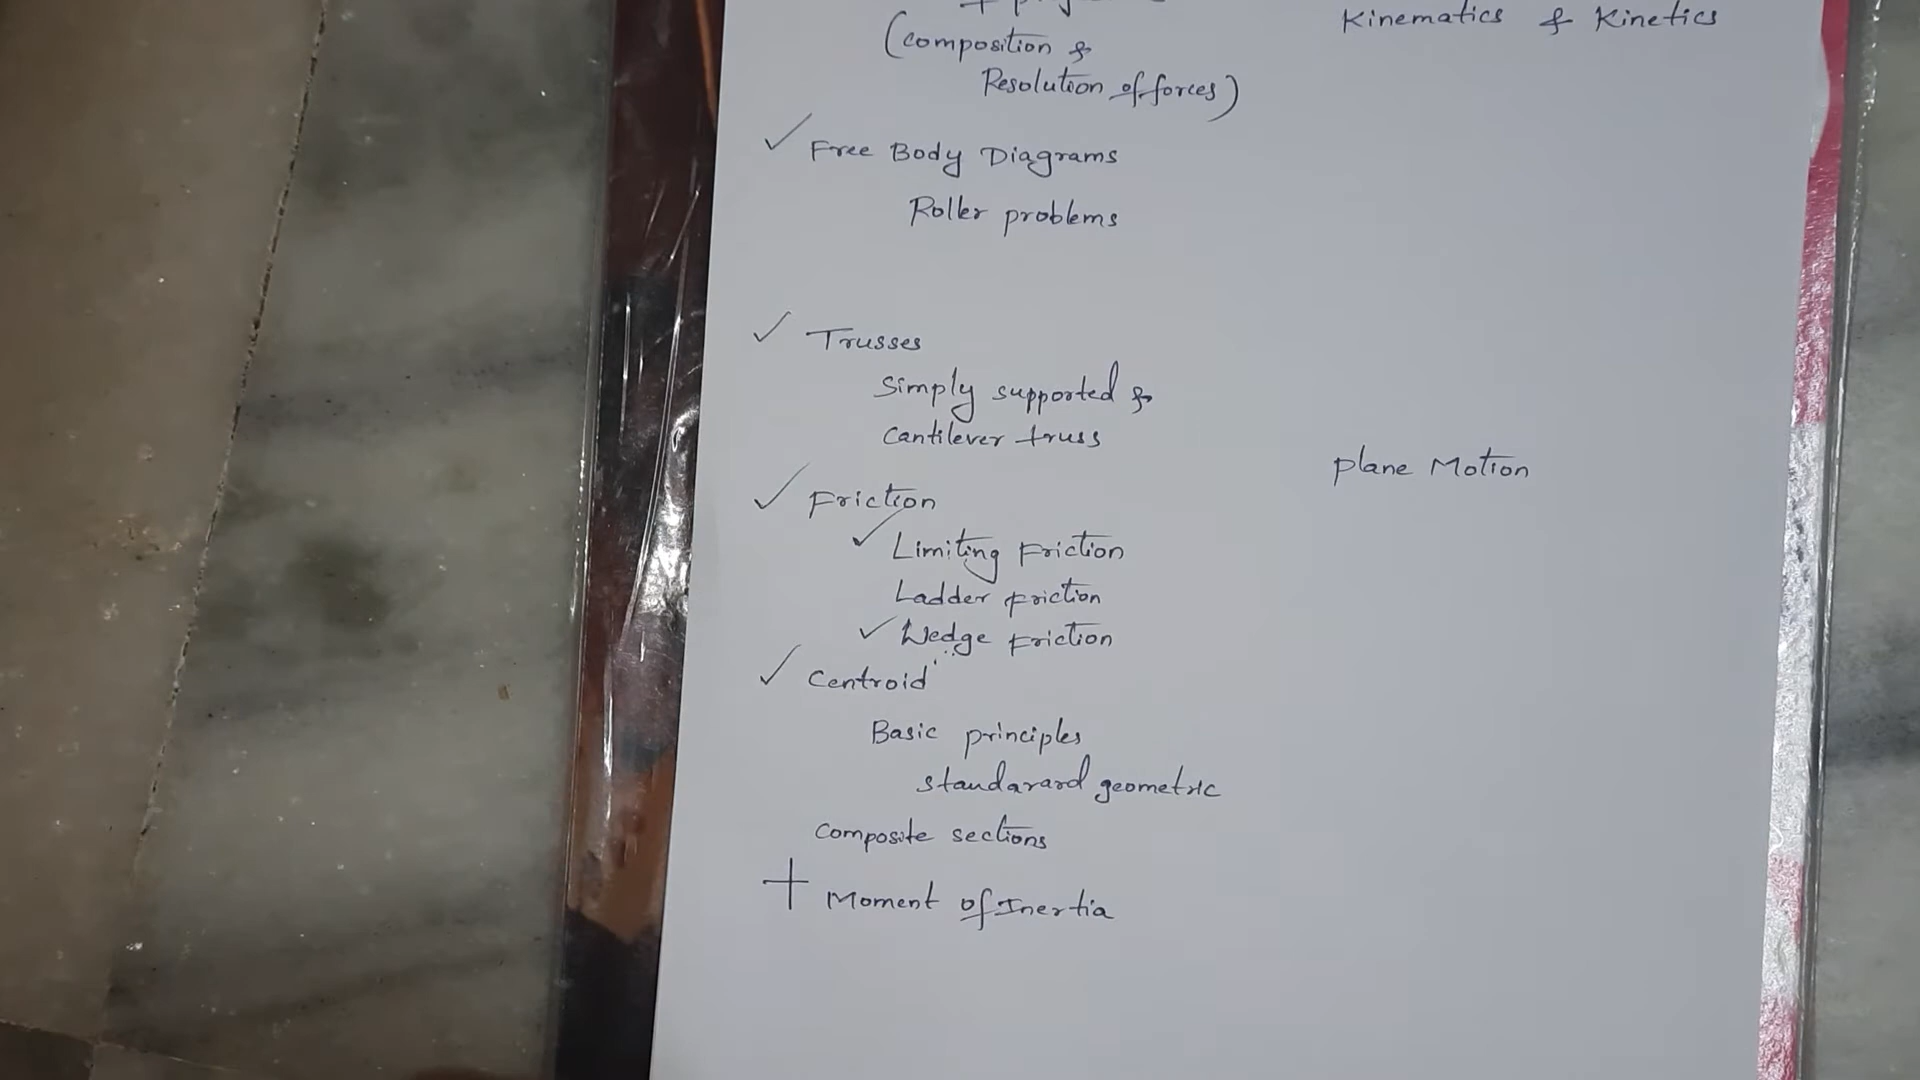 (composition &
Resolution of forces)
✓ Free Body Diagrams
Roller problems
✓ Trusses
Simply supported &
Cantilever truss
✓ Friction
✓ Limiting Friction
Ladder friction
✓ Wedge Friction
✓ Centroid
Basic principles
standarard geometric
composite sections
+ Moment of Inertia
Kinematics & Kinetics
plane Motion